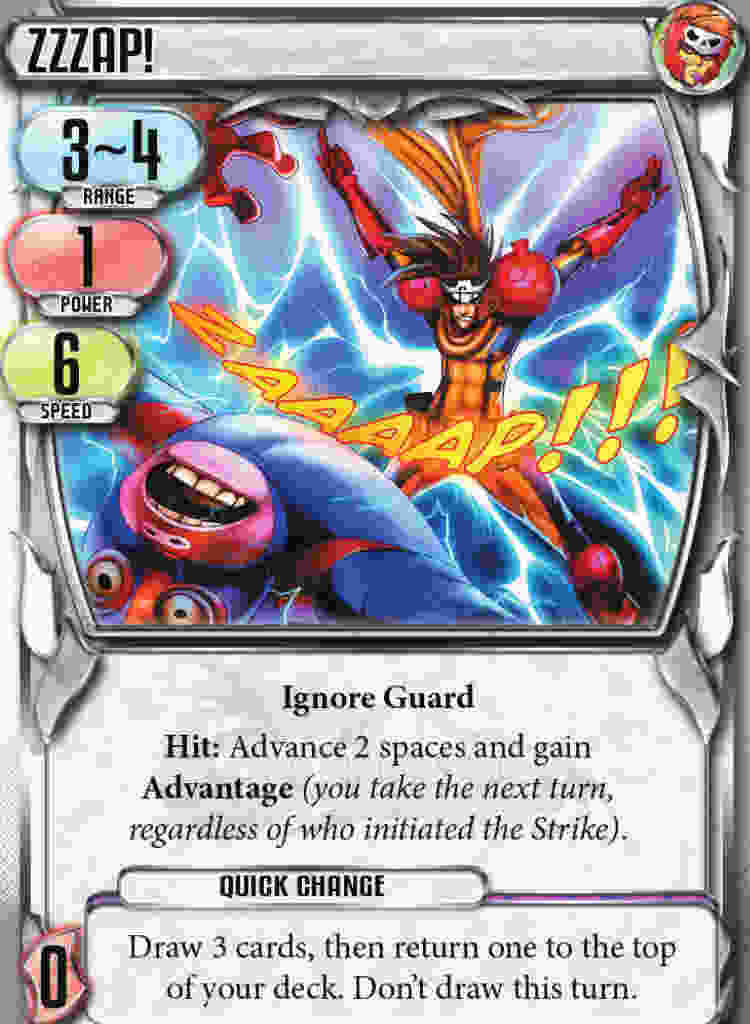 ZZZAP!
3~4
RANGE
1
POWER
6
SPEED
ZAAAAAP!!!
Ignore Guard
Hit: Advance 2 spaces and gain
Advantage (you take the next turn,
regardless of who initiated the Strike).
QUICK CHANGE
0
Draw 3 cards, then return one to the top
of your deck. Don't draw this turn.